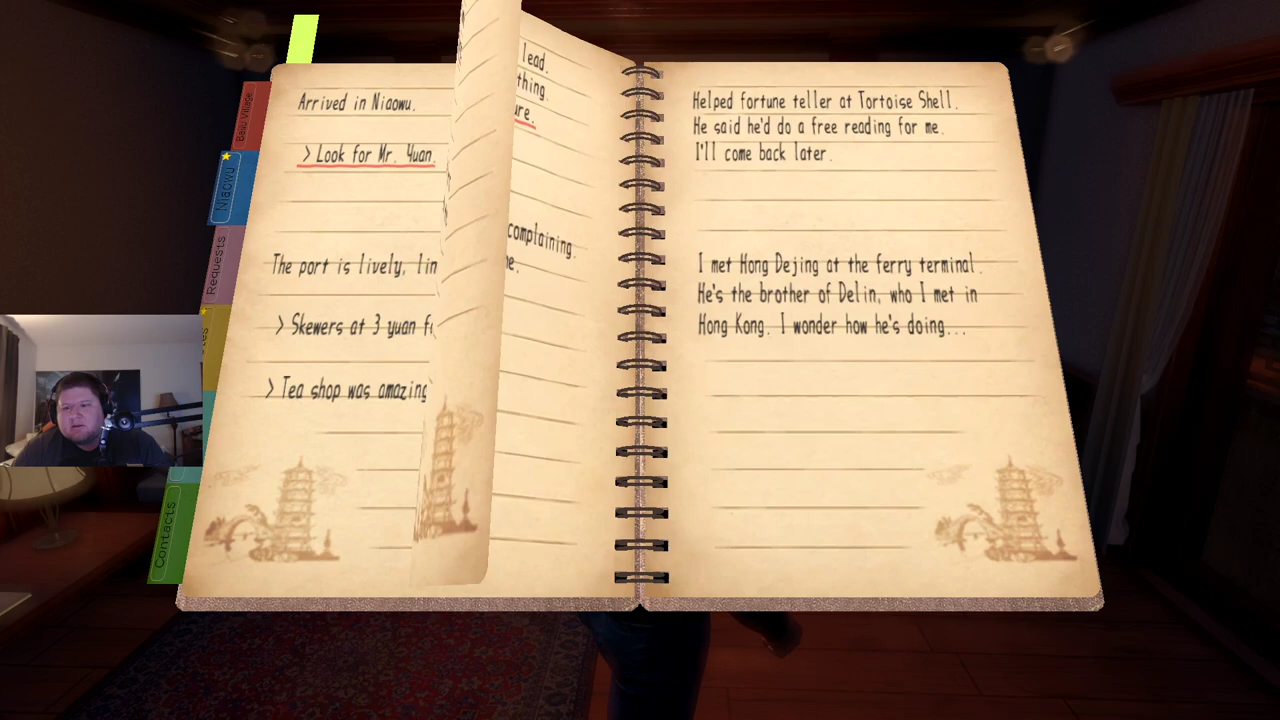 Arrived in Niaowu.
> Look for Mr. Yuan.
The port is lively, lin
> Skewers at 3 yuan f
> Tea shop was amazing
lead.
thing.
ure.
complaining.
e.
Helped fortune teller at Tortoise Shell.
He said he'd do a free reading for me.
I'll come back later.
I met Hong Dejing at the ferry terminal.
He's the brother of Delin, who I met in
Hong Kong. I wonder how he's doing...
Bailu Village
Niaowu
Requests
Contacts